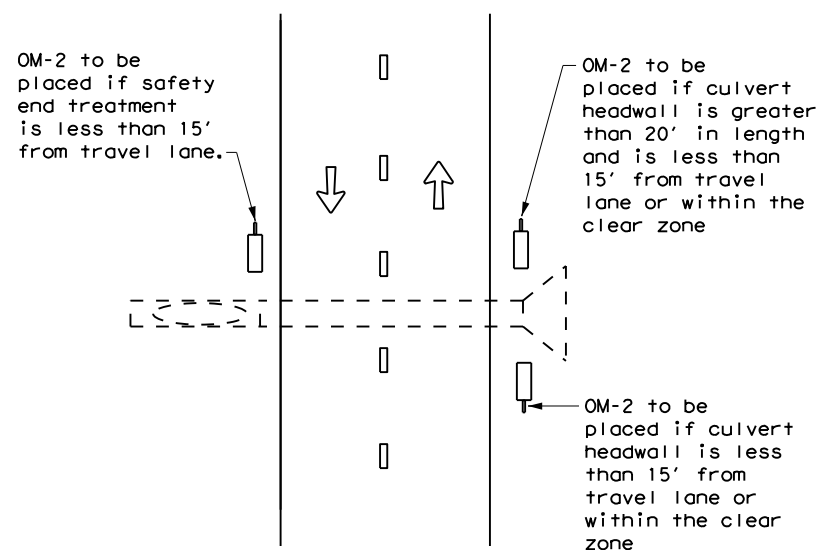 OM-2 to be
placed if safety
end treatment
is less than 15'
from travel lane.
OM-2 to be
placed if culvert
headwall is greater
than 20' in length
and is less than
15' from travel
lane or within the
clear zone
OM-2 to be
placed if culvert
headwall is less
than 15' from
travel lane or
within the clear
zone